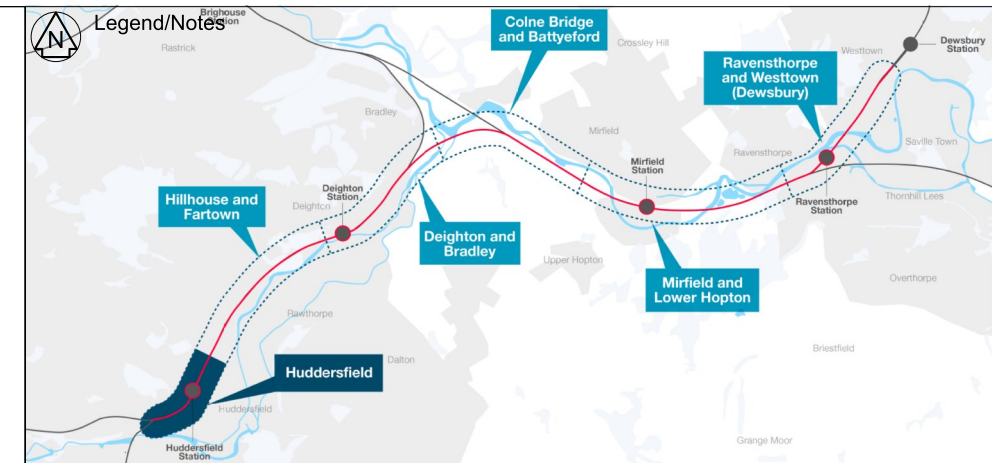 Brighouse
Station
Legend/Notes
N
Rastrick
Colne Bridge
and Battyeford
Crossley Hill
Westtown
Dewsbury
Station
Ravensthorpe
and Westtown
(Dewsbury)
Bradley
Mirfield
Ravensthorpe
Saville Town
Mirfield
Station
Deighton
Station
Deighton
Hillhouse and
Fartown
Ravensthorpe
Station
Thornhill Lees
Deighton and
Bradley
Upper Hopton
Mirfield and
Lower Hopton
Overthorpe
Rawthorpe
Briestfield
Dalton
Huddersfield
Huddersfield
Huddersfield
Station
Grange Moor